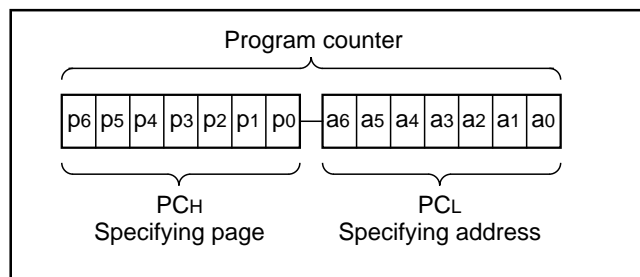 Program counter
p6 p5 p4 p3 p2 p1 p0 a6 a5 a4 a3 a2 a1 a0
PCH PCL
Specifying page Specifying address